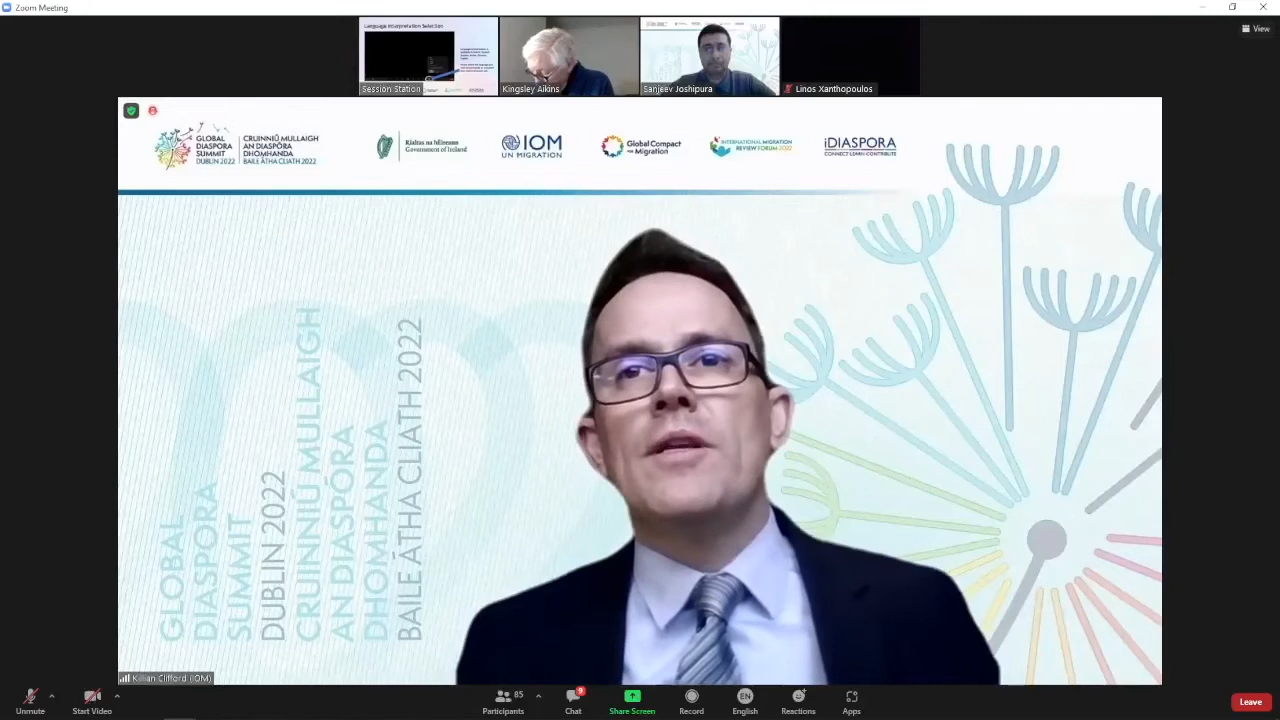 Zoom Meeting
View
Language Interpretation Selection
Session Station
Kingsley Aikins
Sanjeev Joshipura
Linos Xanthopoulos
GLOBAL
DIASPORA
SUMMIT
DUBLIN 2022
CRUINNIÚ MULLAIGH
AN DIASPÓRA
DHOMHANDA
BAILE ÁTHA CLIATH 2022
Rialtas na hÉireann
Government of Ireland
IOM
UN MIGRATION
Global Compact
FOR Migration
INTERNATIONAL MIGRATION
REVIEW FORUM 2022
iDIASPORA
CONNECT LEARN CONTRIBUTE
GLOBAL
DIASPORA
SUMMIT
DUBLIN 2022
CRUINNIÚ MULLAIGH
AN DIASPÓRA
DHOMHANDA
BAILE ÁTHA CLIATH 2022
Killian Clifford (IOM)
Unmute
Start Video
85
Participants
9
Chat
Share Screen
Record
EN
English
Reactions
Apps
Leave